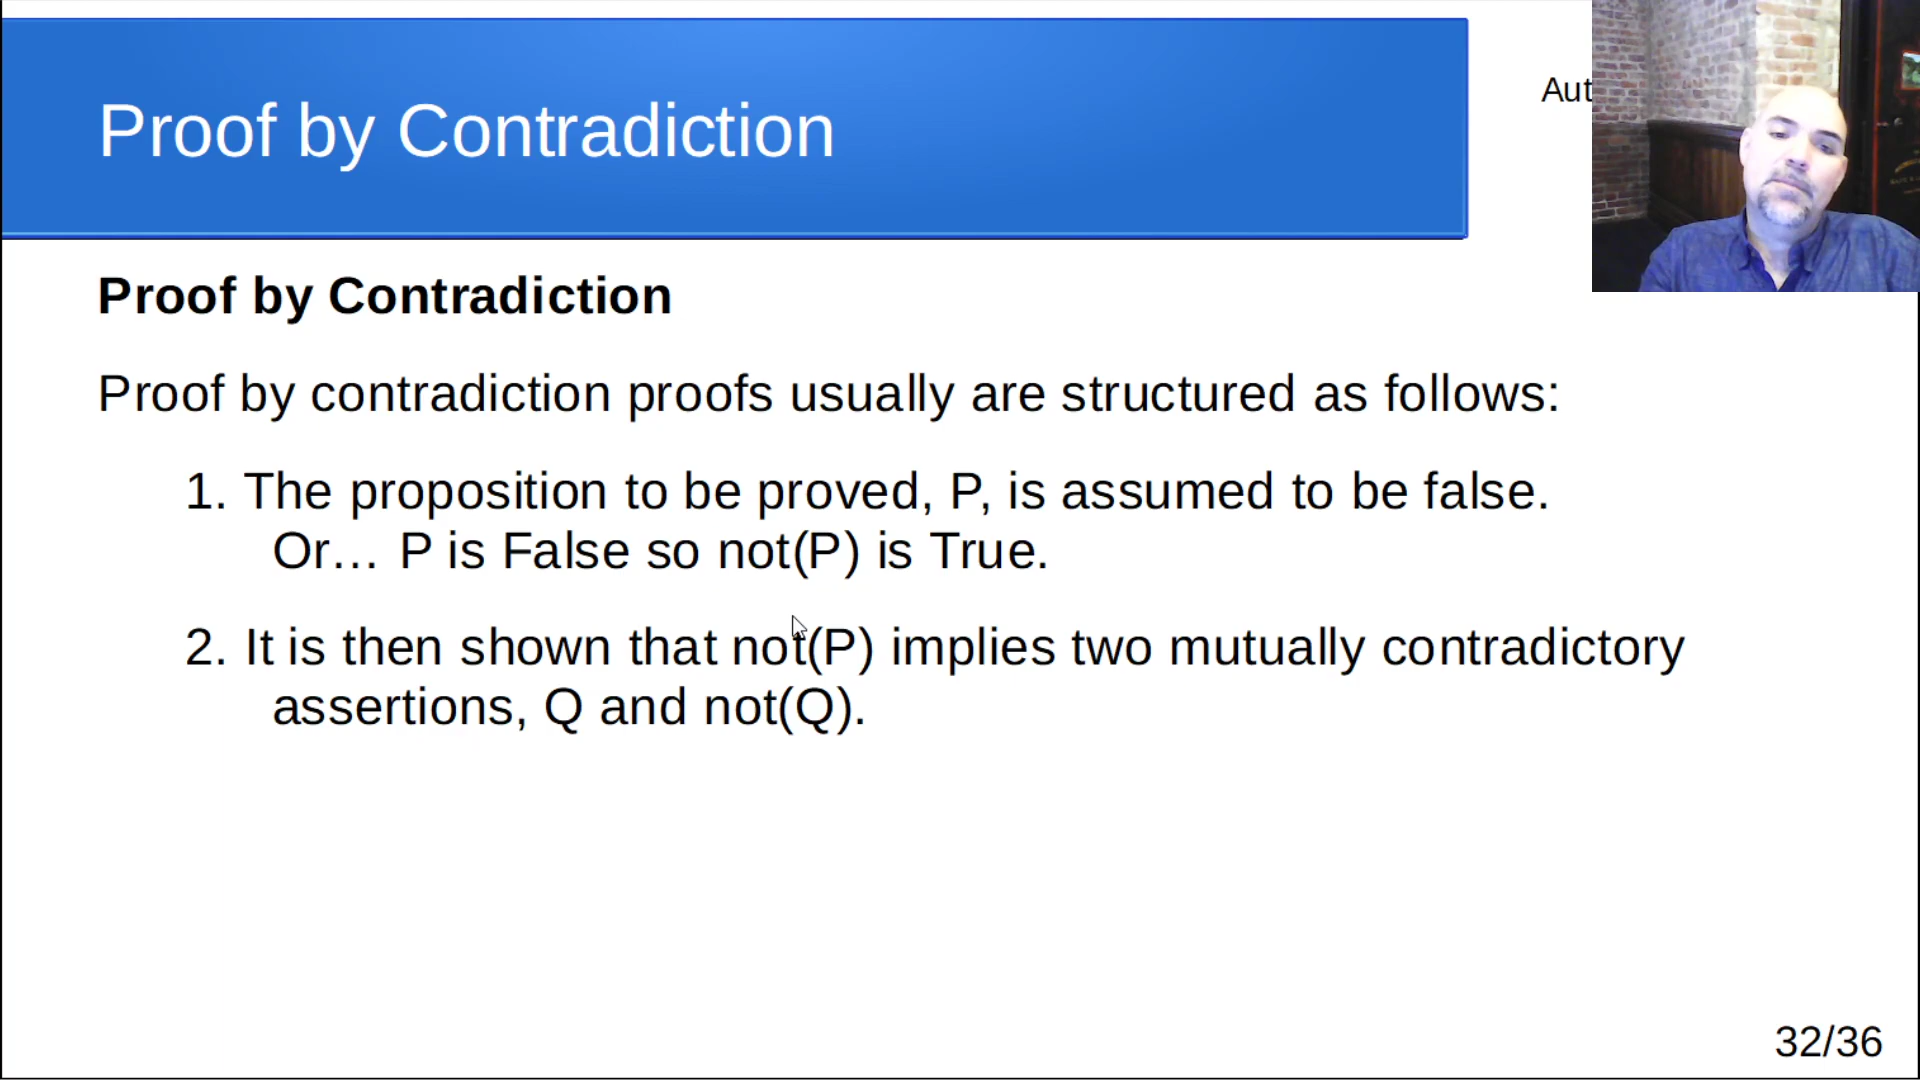 Proof by Contradiction
Aut
Proof by Contradiction
Proof by contradiction proofs usually are structured as follows:
1. The proposition to be proved, P, is assumed to be false.
Or… P is False so not(P) is True.
2. It is then shown that not(P) implies two mutually contradictory
assertions, Q and not(Q).
32/36